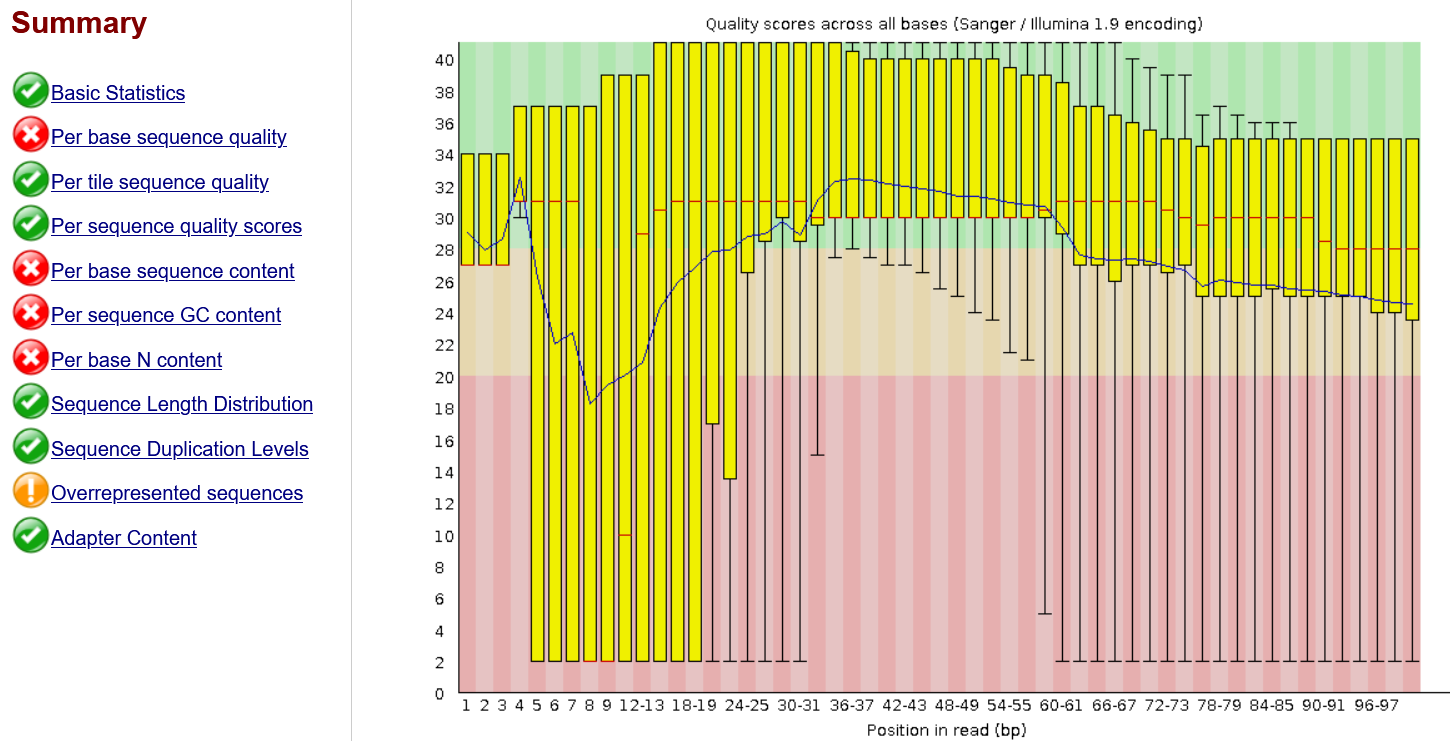 Summary
Basic Statistics
Per base sequence quality
Per tile sequence quality
Per sequence quality scores
Per base sequence content
Per sequence GC content
Per base N content
Sequence Length Distribution
Sequence Duplication Levels
Overrepresented sequences
Adapter Content
Quality scores across all bases (Sanger / Illumina 1.9 encoding)
40
38
36
34
32
30
28
26
24
22
20
18
16
14
12
10
8
6
4
2
0
1 2 3 4 5 6 7 8 9 12-13 18-19 24-25 30-31 36-37 42-43 48-49 54-55 60-61 66-67 72-73 78-79 84-85 90-91 96-97
Position in read (bp)